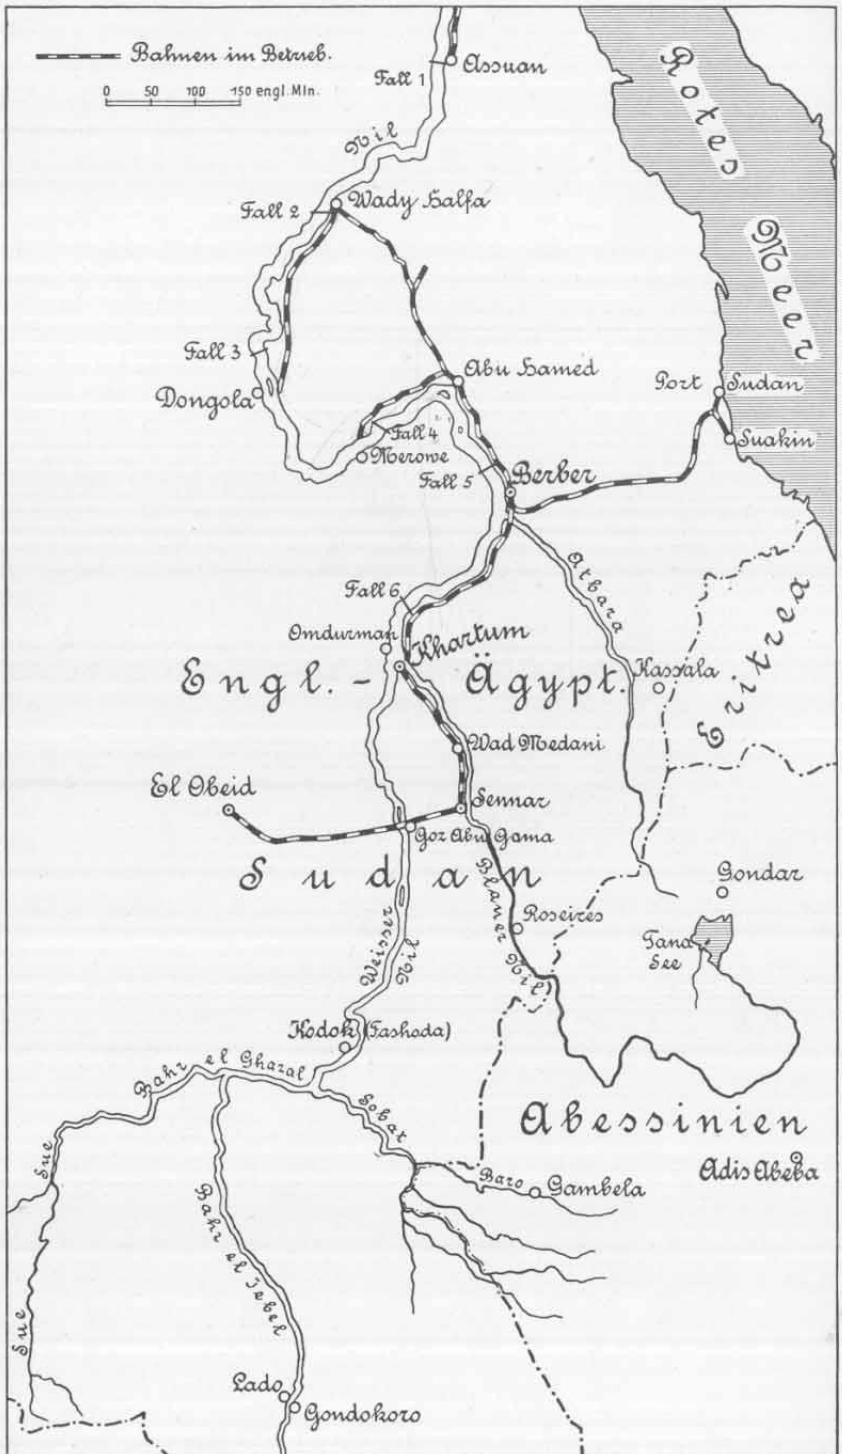 Bahnen im Betrieb.
0 50 100 150 engl. Mln.
Fall 1
Assuan
Rotes
Meer
Nil
Fall 2
Wady Halfa
Fall 3
Dongola
Abu Hamed
Port Sudan
Suakin
Fall 4
Merowe
Fall 5
Berber
Atbara
Fall 6
Omdurman
Khartum
Engl. Ägypt.
Kassala
Eritrea
Wad Medani
El Obeid
Sennar
Goz Abu Gama
Sudan
Gondar
Blauer Nil
Roseires
Tana
See
Weisser Nil
Kodok (Fashoda)
Bahr el Ghazal
Sobat
Abessinien
Adis Abeba
Sue
Baro
Gambela
Bahr el Jebel
Sue
Lado
Gondokoro